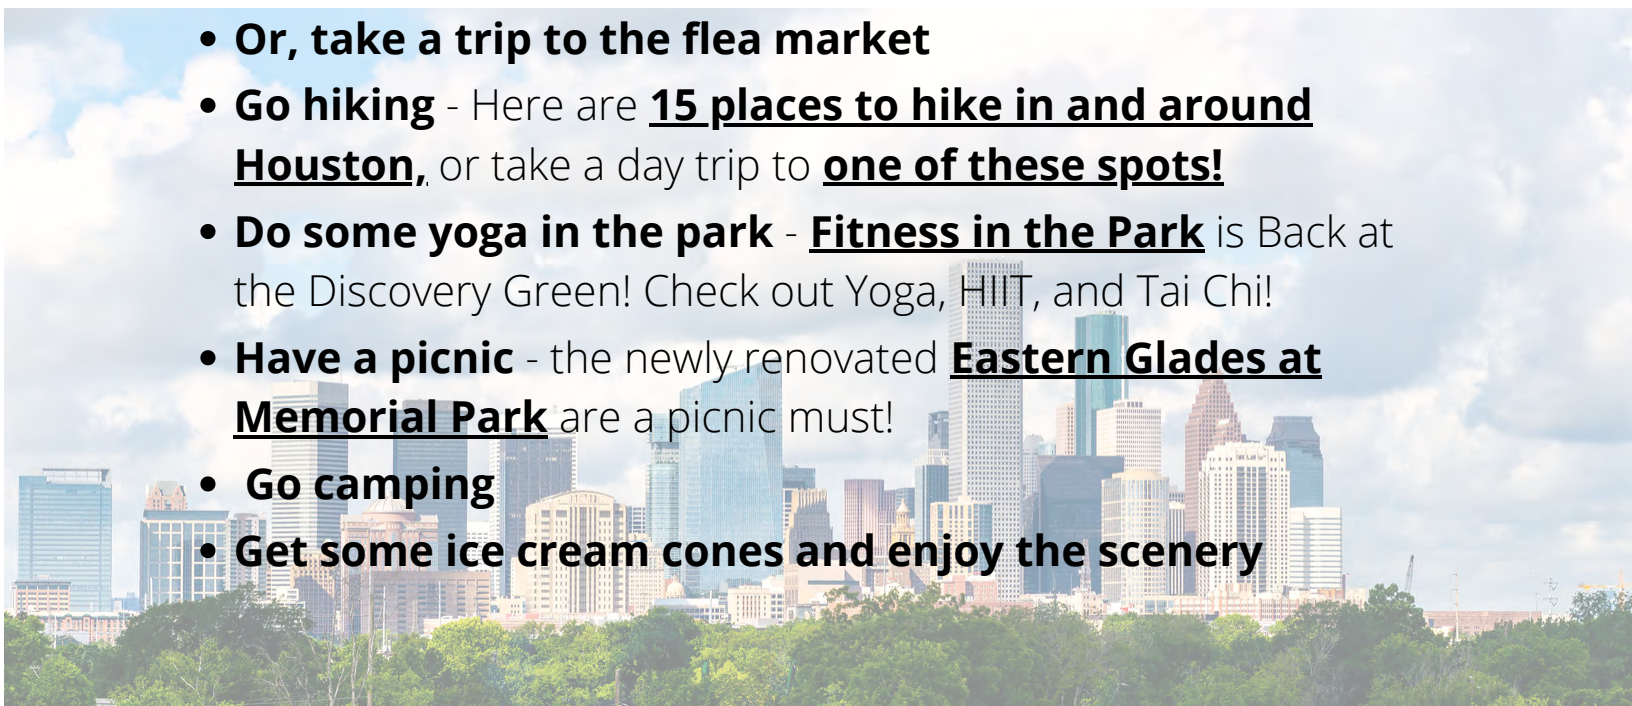 • Or, take a trip to the flea market
• Go hiking - Here are 15 places to hike in and around
Houston, or take a day trip to one of these spots!
• Do some yoga in the park - Fitness in the Park is Back at
the Discovery Green! Check out Yoga, HIIT, and Tai Chi!
• Have a picnic - the newly renovated Eastern Glades at
Memorial Park are a picnic must!
• Go camping
• Get some ice cream cones and enjoy the scenery